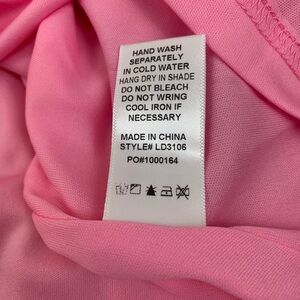 HAND WASH
SEPARATELY
IN COLD WATER
HANG DRY IN SHADE
DO NOT BLEACH
DO NOT WRING
COOL IRON IF
NECESSARY
MADE IN CHINA
STYLE# LD3106
PO#1000164